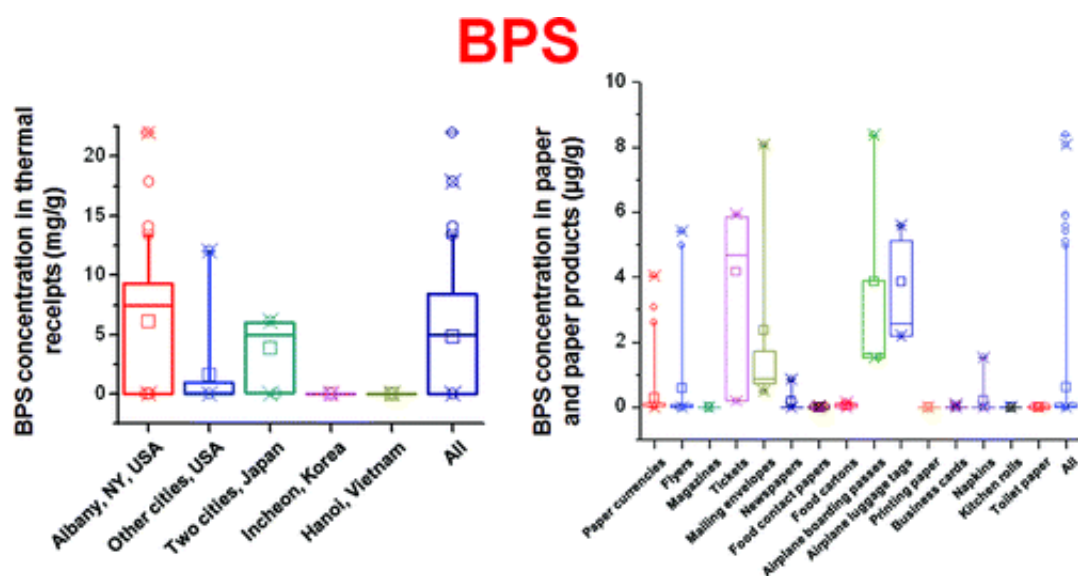 BPS
BPS concentration in thermal
receipts (mg/g)
20
15
10
5
0
Albany, NY, USA
Other cities, USA
Two cities, Japan
Incheon, Korea
Hanoi, Vietnam
All
BPS concentration in paper
and paper products (µg/g)
10
8
6
4
2
0
Paper currencies
Flyers
Magazines
Tickets
Mailing envelopes
Newspapers
Food contact papers
Food cartons
Airplane boarding passes
Airplane luggage tags
Printing paper
Business cards
Napkins
Kitchen rolls
Toilet paper
All